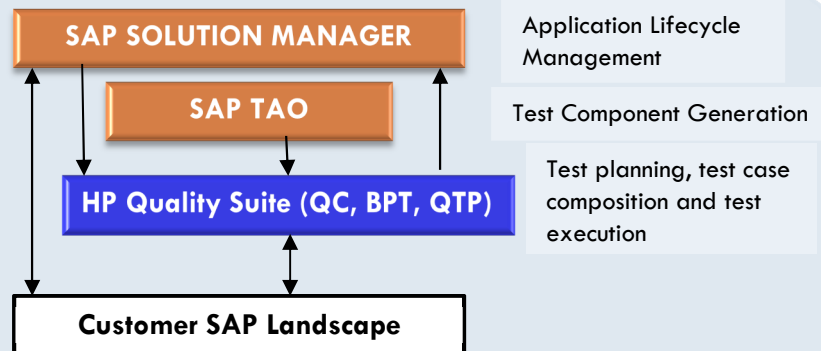 SAP SOLUTION MANAGER
Application Lifecycle
Management
SAP TAO
Test Component Generation
HP Quality Suite (QC, BPT, QTP)
Test planning, test case
composition and test
execution
Customer SAP Landscape